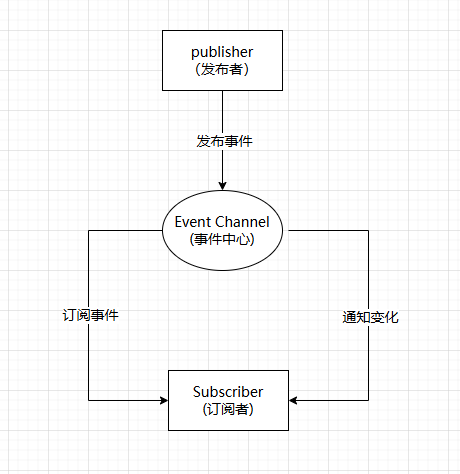 publisher
（发布者）
发布事件
Event Channel
(事件中心)
订阅事件
通知变化
Subscriber
(订阅者)